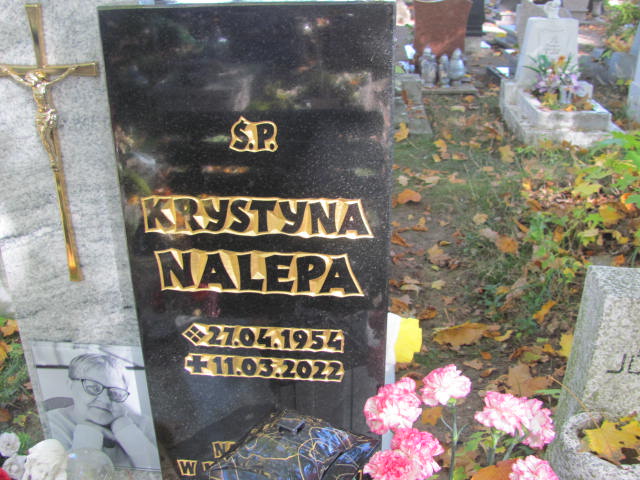 Ś.P.
KRYSTYNA
NALEPA
27.04.1954
11.03.2022